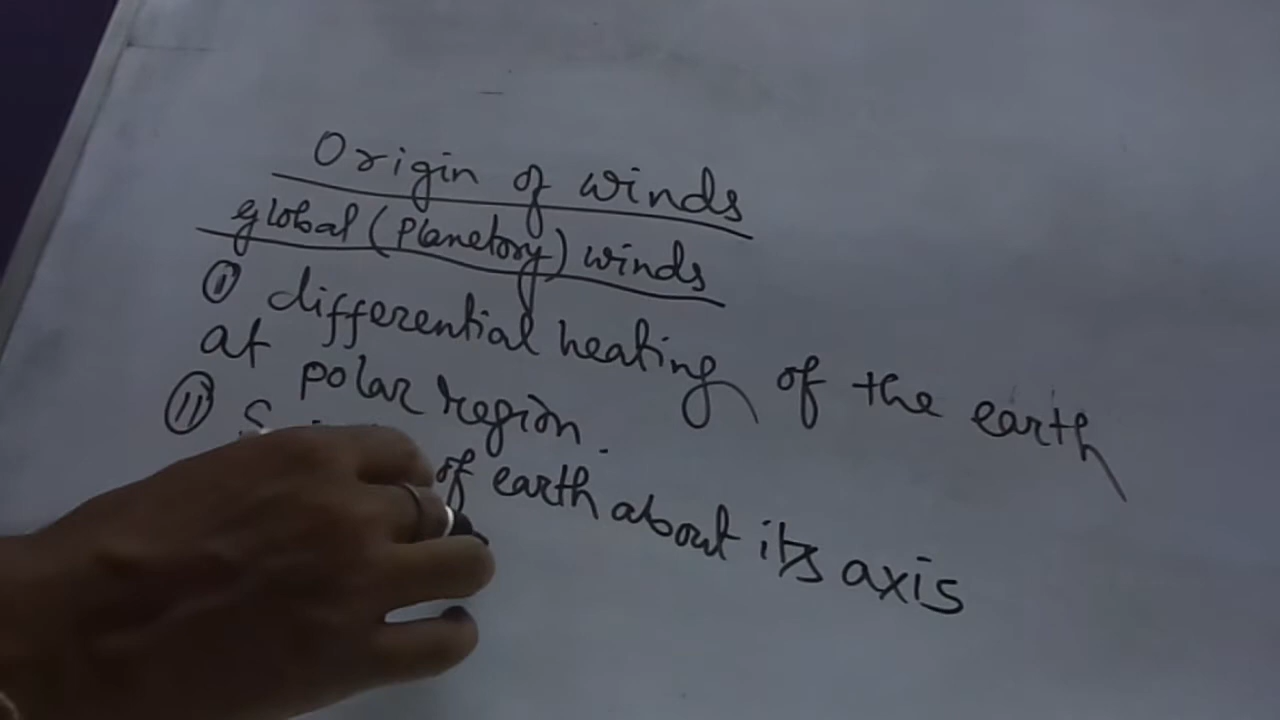 Origin of winds
global (Planetory) winds
(i) differential heating of the earth
at polar region.
(ii) of earth about its axis